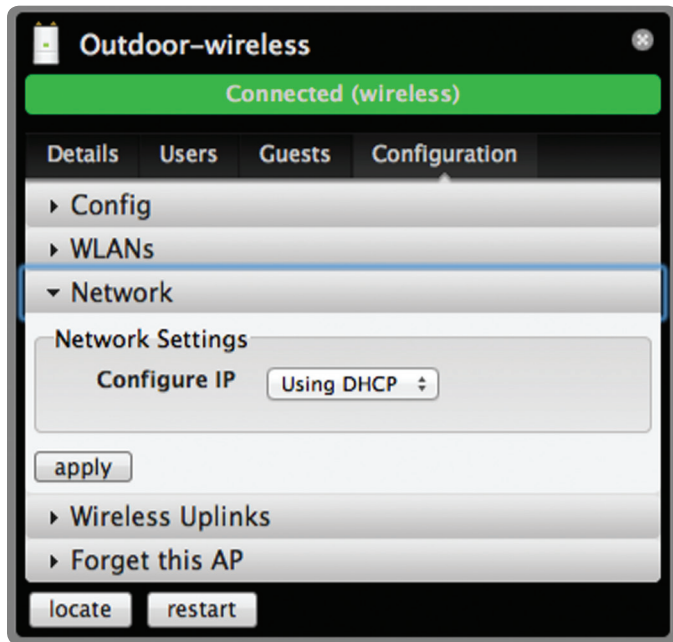 Outdoor-wireless
Connected (wireless)
Details Users Guests Configuration
Config
WLANs
Network
Network Settings
Configure IP Using DHCP
apply
Wireless Uplinks
Forget this AP
locate restart